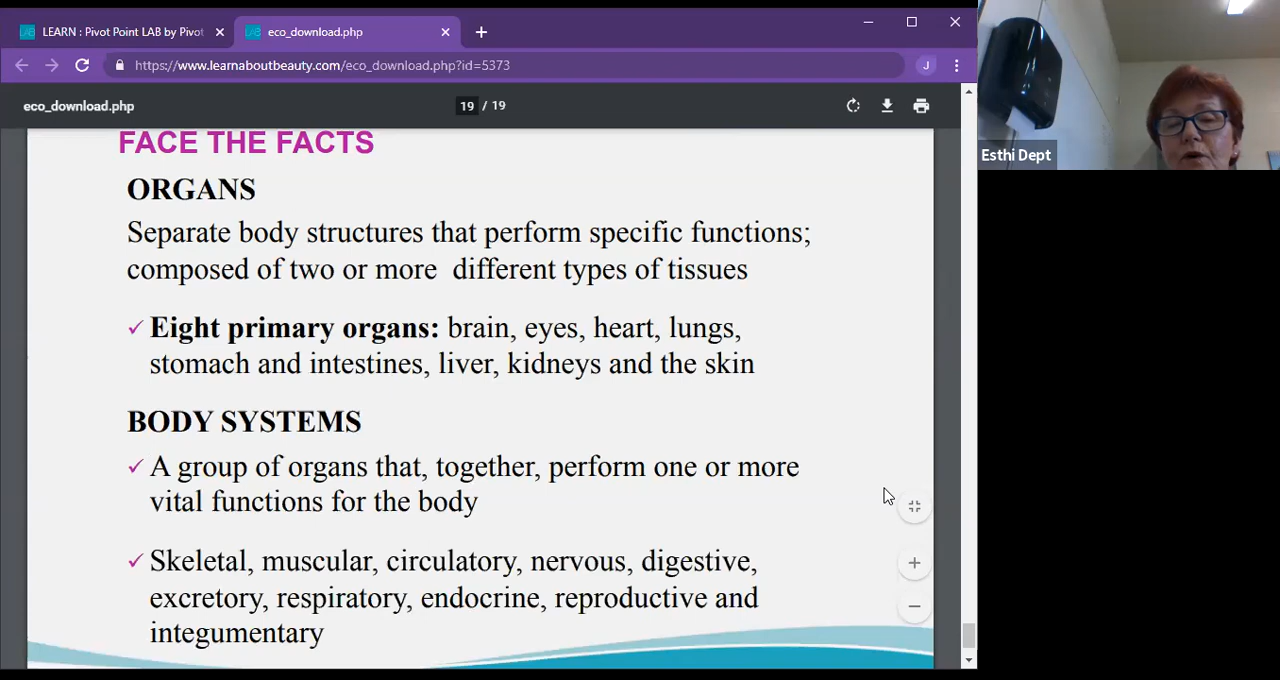 LEARN : Pivot Point LAB by Pivot
eco_download.php
https://www.learnaboutbeauty.com/eco_download.php?id=5373
J
eco_download.php
19 / 19
FACE THE FACTS
ORGANS
Separate body structures that perform specific functions;
composed of two or more different types of tissues
✓ Eight primary organs: brain, eyes, heart, lungs,
stomach and intestines, liver, kidneys and the skin
BODY SYSTEMS
✓ A group of organs that, together, perform one or more
vital functions for the body
✓ Skeletal, muscular, circulatory, nervous, digestive,
excretory, respiratory, endocrine, reproductive and
integumentary
Esthi Dept